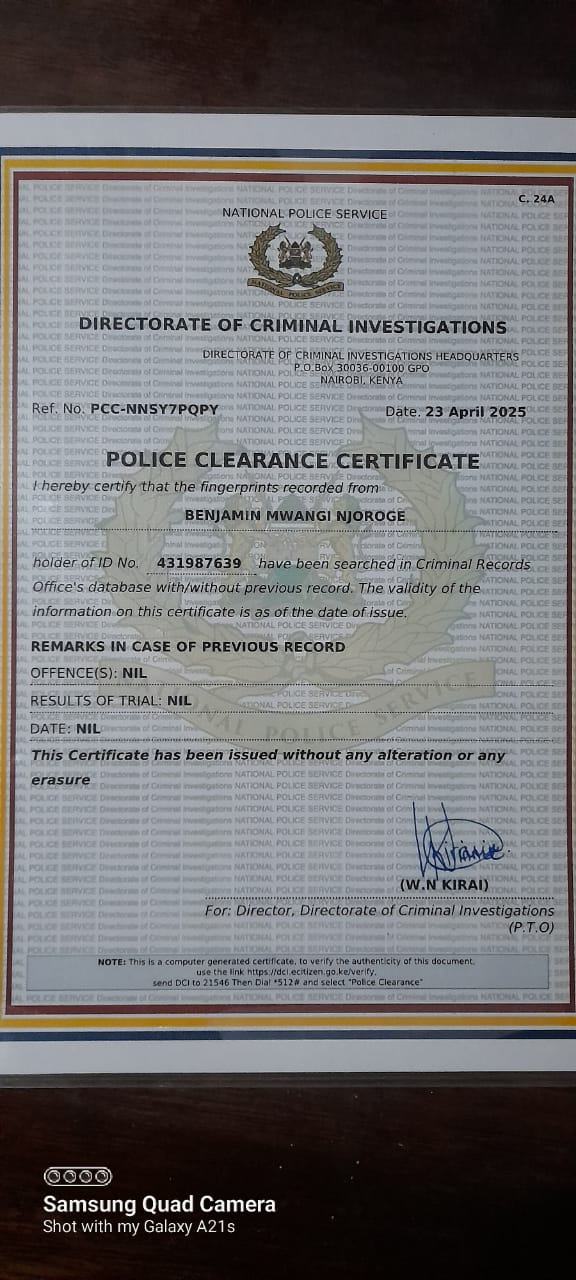 C. 24A
NATIONAL POLICE SERVICE
NATIONAL POLICE SERVICE
DIRECTORATE OF CRIMINAL INVESTIGATIONS
DIRECTORATE OF CRIMINAL INVESTIGATIONS HEADQUARTERS
P.O.Box 30036-00100 GPO
NAIROBI, KENYA
Ref. No. PCC-NNSY7PQPY
Date. 23 April 2025
POLICE CLEARANCE CERTIFICATE
I hereby certify that the fingerprints recorded from
BENJAMIN MWANGI NJOROGE
holder of ID No. 431987639 have been searched in Criminal Records
Office's database with/without previous record. The validity of the
information on this certificate is as of the date of issue.
REMARKS IN CASE OF PREVIOUS RECORD
OFFENCE(S): NIL
RESULTS OF TRIAL: NIL
DATE: NIL
This Certificate has been issued without any alteration or any
erasure
(W.N KIRAI)
For: Director, Directorate of Criminal Investigations
(P.T.O)
NOTE: This is a computer generated certificate, to verify the authenticity of this document,
use the link https://dci.ecitizen.go.ke/verify,
send DCI to 21546 Then Dial *512# and select "Police Clearance"
Samsung Quad Camera
Shot with my Galaxy A21s